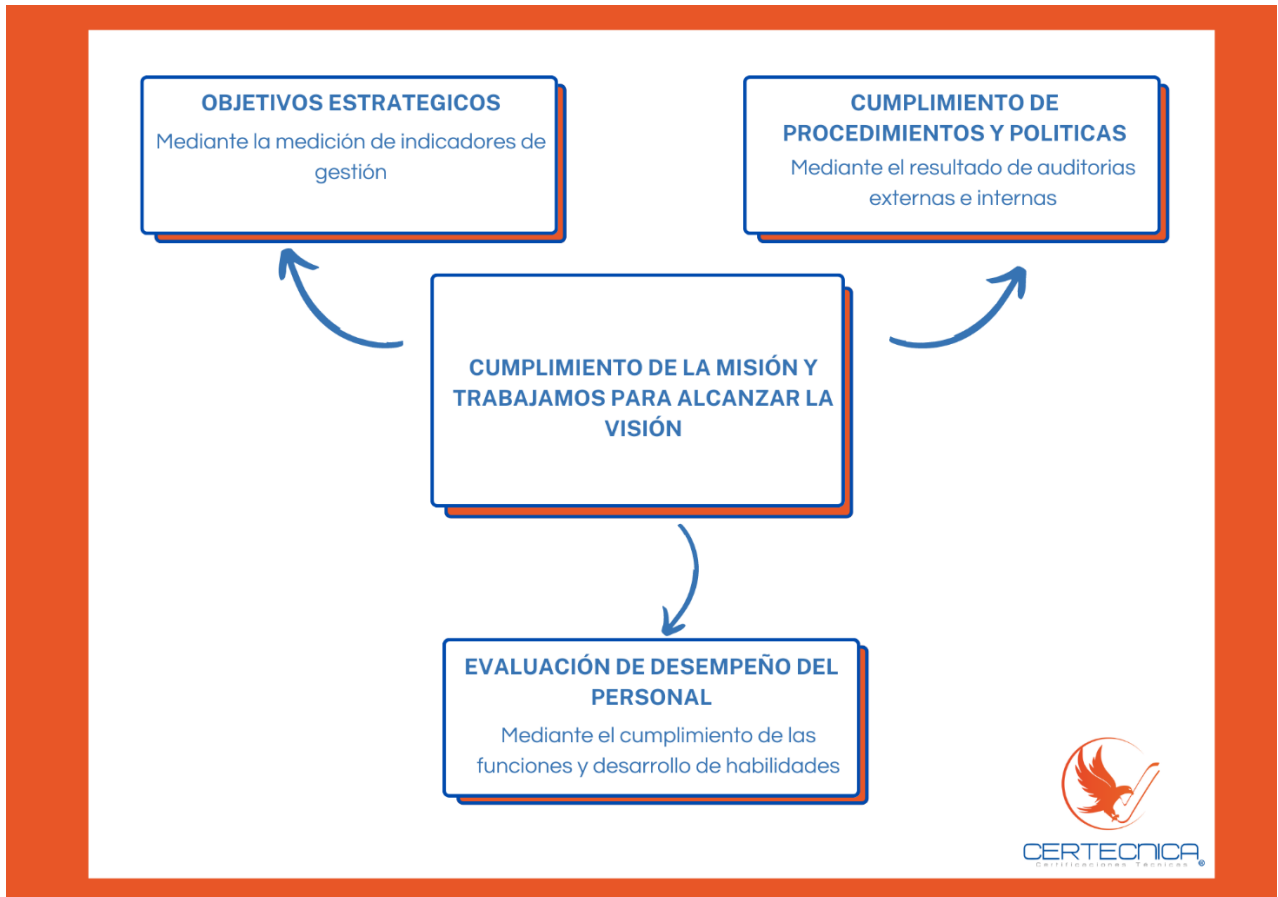 OBJETIVOS ESTRATEGICOS
Mediante la medición de indicadores de
gestión
CUMPLIMIENTO DE
PROCEDIMIENTOS Y POLITICAS
Mediante el resultado de auditorias
externas e internas
CUMPLIMIENTO DE LA MISIÓN Y
TRABAJAMOS PARA ALCANZAR LA
VISIÓN
EVALUACIÓN DE DESEMPEÑO DEL
PERSONAL
Mediante el cumplimiento de las
funciones y desarrollo de habilidades
CERTECNICA®
Certificaciones Técnicas